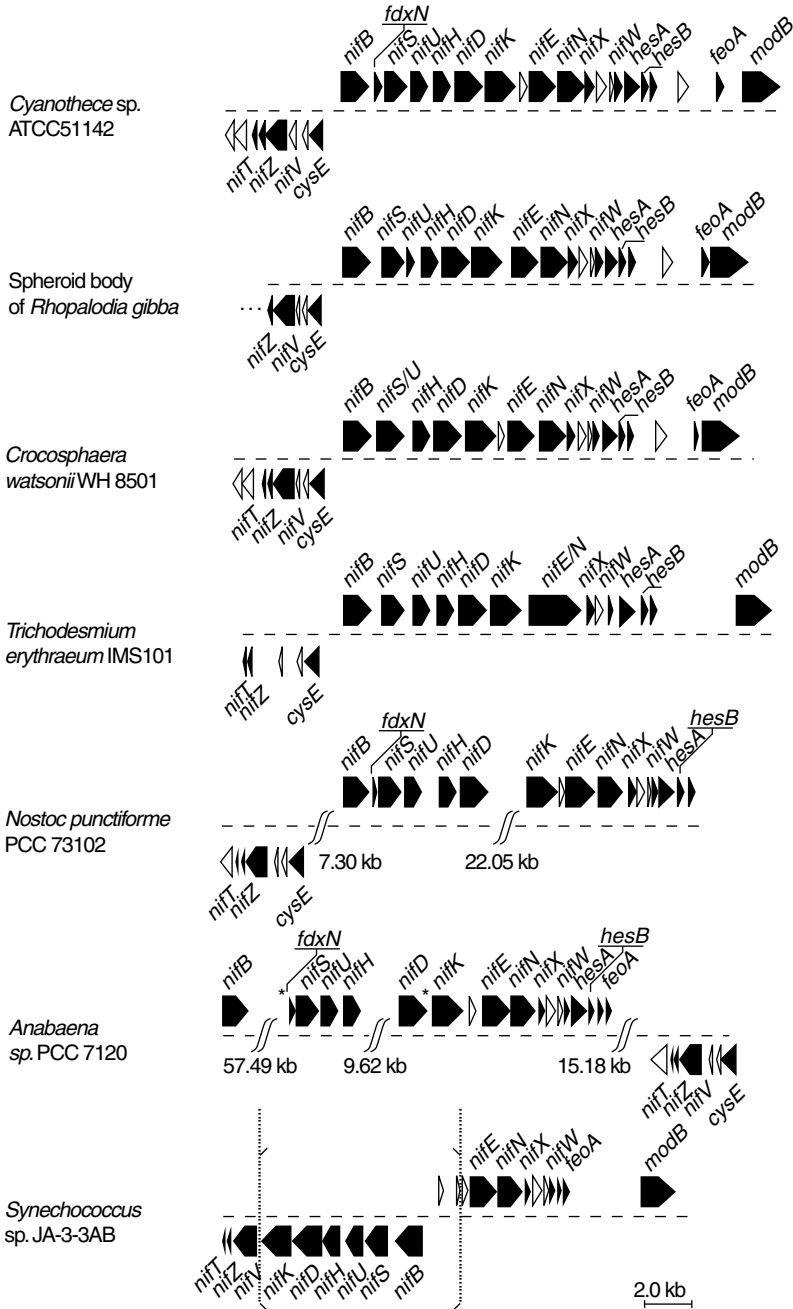 fdxN
nifB nifS nifU nifH nifD nifK nifE nifN nifX nifW hesA hesB feoA modB
Cyanothece sp.
ATCC51142
nifT nifZ nifV cysE
nifB nifS nifU nifH nifD nifK nifE nifN nifX nifW hesA hesB feoA modB
Spheroid body
of Rhopalodia gibba
...
nifZ nifV cysE
nifB nifS/U nifH nifD nifK nifE nifN nifX nifW hesA hesB feoA modB
Crocosphaera
watsonii WH 8501
nifT nifZ nifV cysE
nifB nifS nifU nifH nifD nifK nifE/N nifX nifW hesA hesB modB
Trichodesmium
erythraeum IMS101
nifT nifZ cysE
fdxN hesB
nifB nifS nifU nifH nifD nifK nifE nifN nifX nifW hesA
Nostoc punctiforme
PCC 73102
7.30 kb 22.05 kb
nifT nifZ cysE
fdxN hesB
nifB nifS nifU nifH nifD nifK nifE nifN nifX nifW hesA feoA
* *
Anabaena
sp. PCC 7120
57.49 kb 9.62 kb 15.18 kb
nifT nifZ nifV cysE
nifE nifN nifX nifW feoA modB
Synechococcus
sp. JA-3-3AB
nifT nifZ nifV nifK nifD nifH nifU nifS nifB
2.0 kb